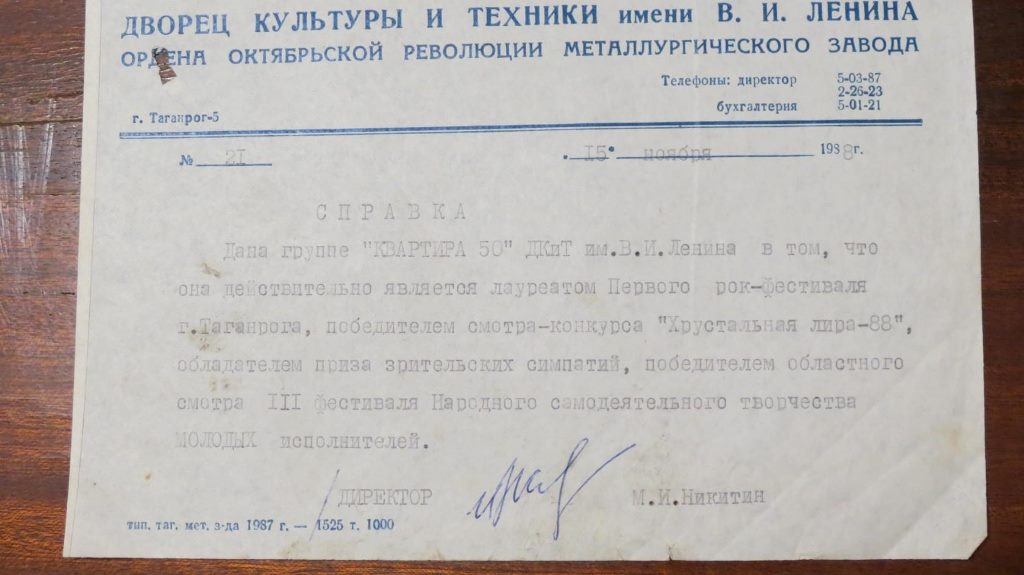 ДВОРЕЦ КУЛЬТУРЫ И ТЕХНИКИ имени В. И. ЛЕНИНА
ОРДЕНА ОКТЯБРЬСКОЙ РЕВОЛЮЦИИ МЕТАЛЛУРГИЧЕСКОГО ЗАВОДА
Телефоны: директор 5-03-87
2-26-23
бухгалтерия 5-01-21
г. Таганрог-5
№ 21 15 ноября 1988 г.
СПРАВКА
Дана группе "КВАРТИРА 50" ДКиТ им.В.И.Ленина в том, что
она действительно является лауреатом Первого рок-фестиваля
г.Таганрога, победителем смотра-конкурса "Хрустальная лира-88",
обладателем приза зрительских симпатий, победителем областного
смотра III фестиваля Народного самодеятельного творчества
МОЛОДЫХ исполнителей.
ДИРЕКТОР М.И.Никитин
тип. таг. мет. з-да 1987 г. — 1525 т. 1000